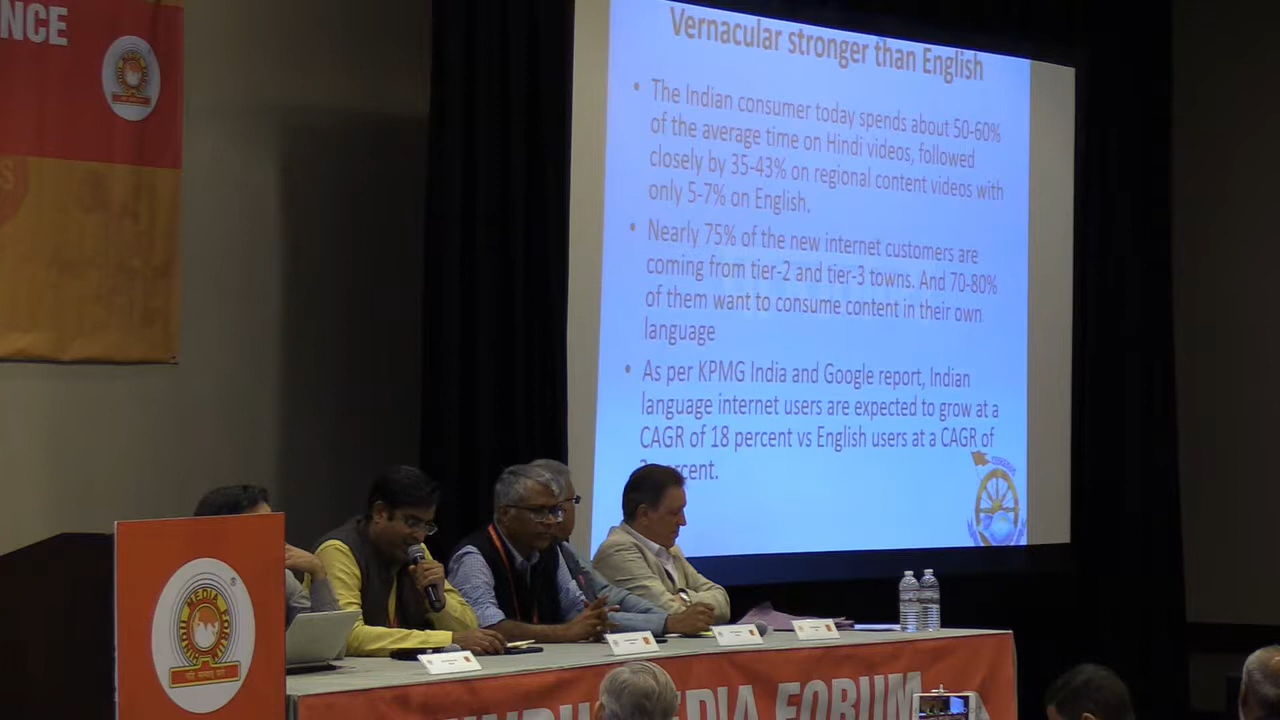 NCE
Vernacular stronger than English
• The Indian consumer today spends about 50-60%
of the average time on Hindi videos, followed
closely by 35-43% on regional content videos with
only 5-7% on English.
• Nearly 75% of the new internet customers are
coming from tier-2 and tier-3 towns. And 70-80%
of them want to consume content in their own
language
• As per KPMG India and Google report, Indian
language internet users are expected to grow at a
CAGR of 18 percent vs English users at a CAGR of
percent.
HINDU MEDIA FORUM
MEDIA FORUM